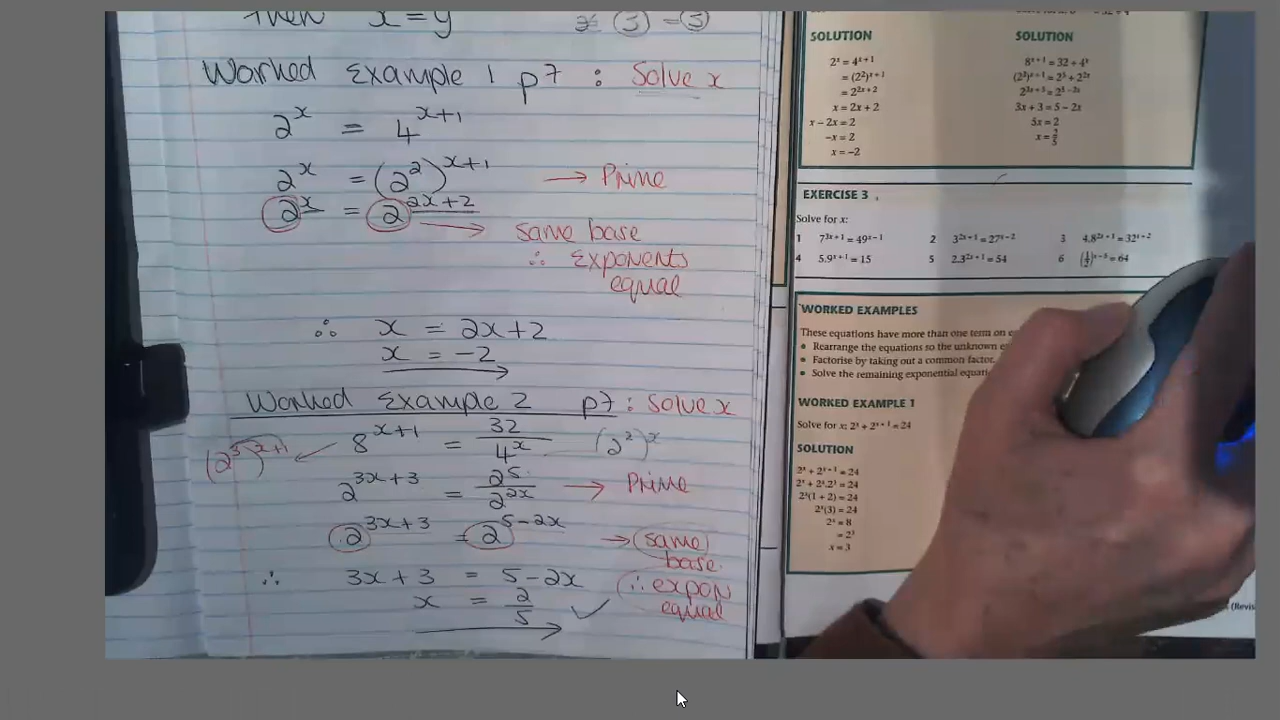 Then x = y
Worked Example 1 p7 : Solve x
2^x = 4^{x+1}
2^x = (2^2)^{x+1} → Prime
2^x = 2^{2x+2} → same base
∴ exponents
equal
∴ x = 2x+2
x = -2
Worked Example 2 p7 : Solve x
(2^3)^{x+1} ← 8^{x+1} = 32/4^x (2^2)^x
2^{3x+3} = 2^5/2^{2x} → Prime
2^{3x+3} = 2^{5-2x} → same
base.
∴ 3x+3 = 5-2x ∴ expon
equal
x = 2/5 ✓
SOLUTION
2^x = 4^{x+1}
= (2^2)^{x+1}
= 2^{2x+2}
x = 2x + 2
x - 2x = 2
-x = 2
x = -2
SOLUTION
8^{x+1} = 32 ÷ 4^x
(2^3)^{x+1} = 2^5 ÷ 2^{2x}
2^{3x+3} = 2^{5-2x}
3x + 3 = 5 - 2x
5x = 2
x = 2/5
EXERCISE 3
Solve for x:
1 7^{3x+1} = 49^{x-1} 2 3^{2x+1} = 27^{x-2} 3 4.8^{2x+1} = 32^{x+2}
4 5.9^{x+1} = 15 5 2.3^{2x+1} = 54 6 (1/2)^{x-5} = 64
WORKED EXAMPLES
These equations have more than one term on
• Rearrange the equations so the unknown
• Factorise by taking out a common factor.
• Solve the remaining exponential
WORKED EXAMPLE 1
Solve for x; 2^x + 2^{x+1} = 24
SOLUTION
2^x + 2^{x+1} = 24
2^x + 2^x.2^1 = 24
2^x(1 + 2) = 24
2^x(3) = 24
2^x = 8
= 2^3
x = 3